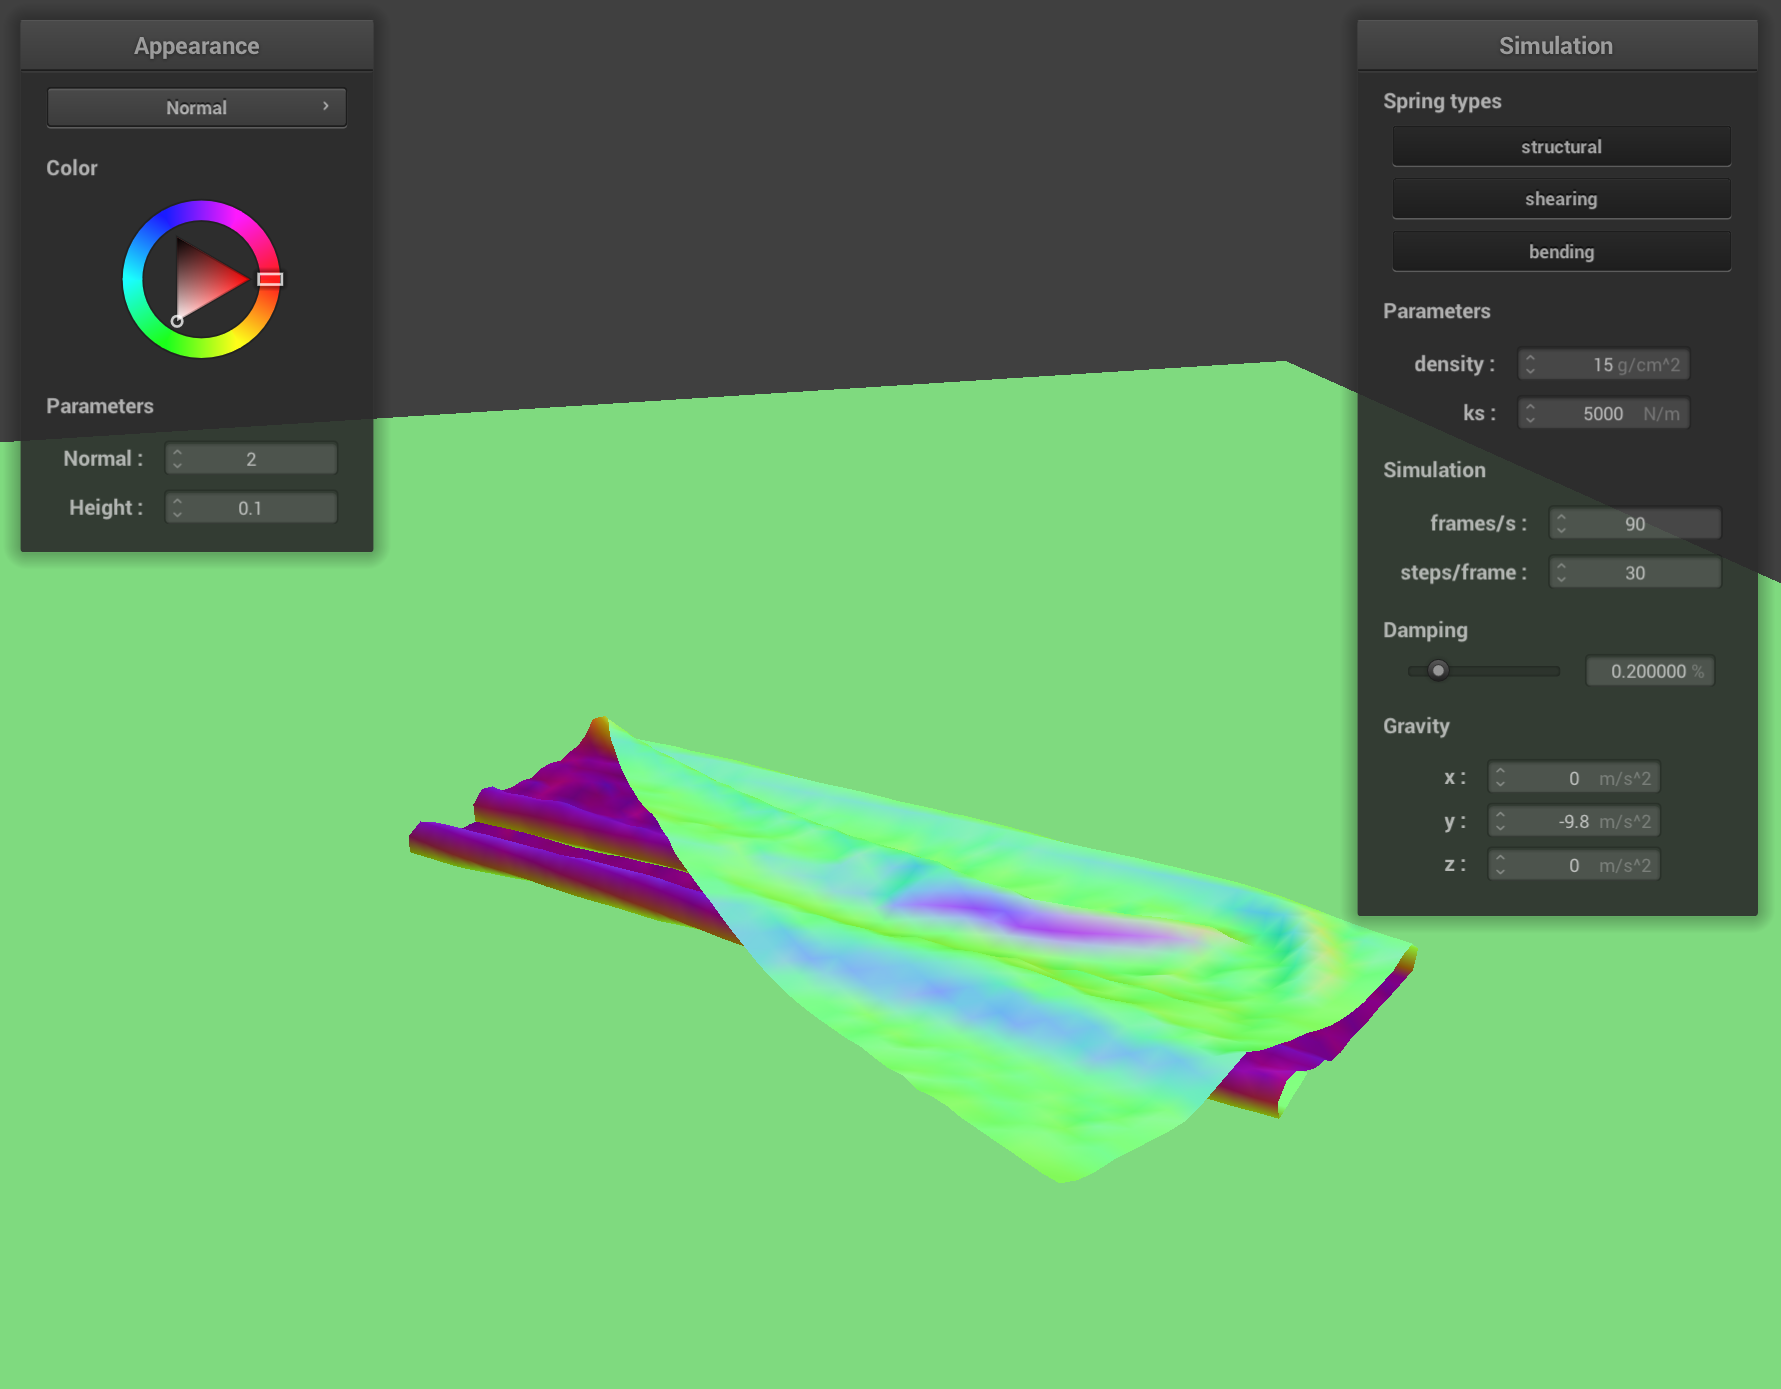 Appearance
Normal
Color
Parameters
Normal : 2
Height : 0.1
Simulation
Spring types
structural
shearing
bending
Parameters
density : 15 g/cm^2
ks : 5000 N/m
Simulation
frames/s : 90
steps/frame : 30
Damping
0.200000 %
Gravity
x : 0 m/s^2
y : -9.8 m/s^2
z : 0 m/s^2